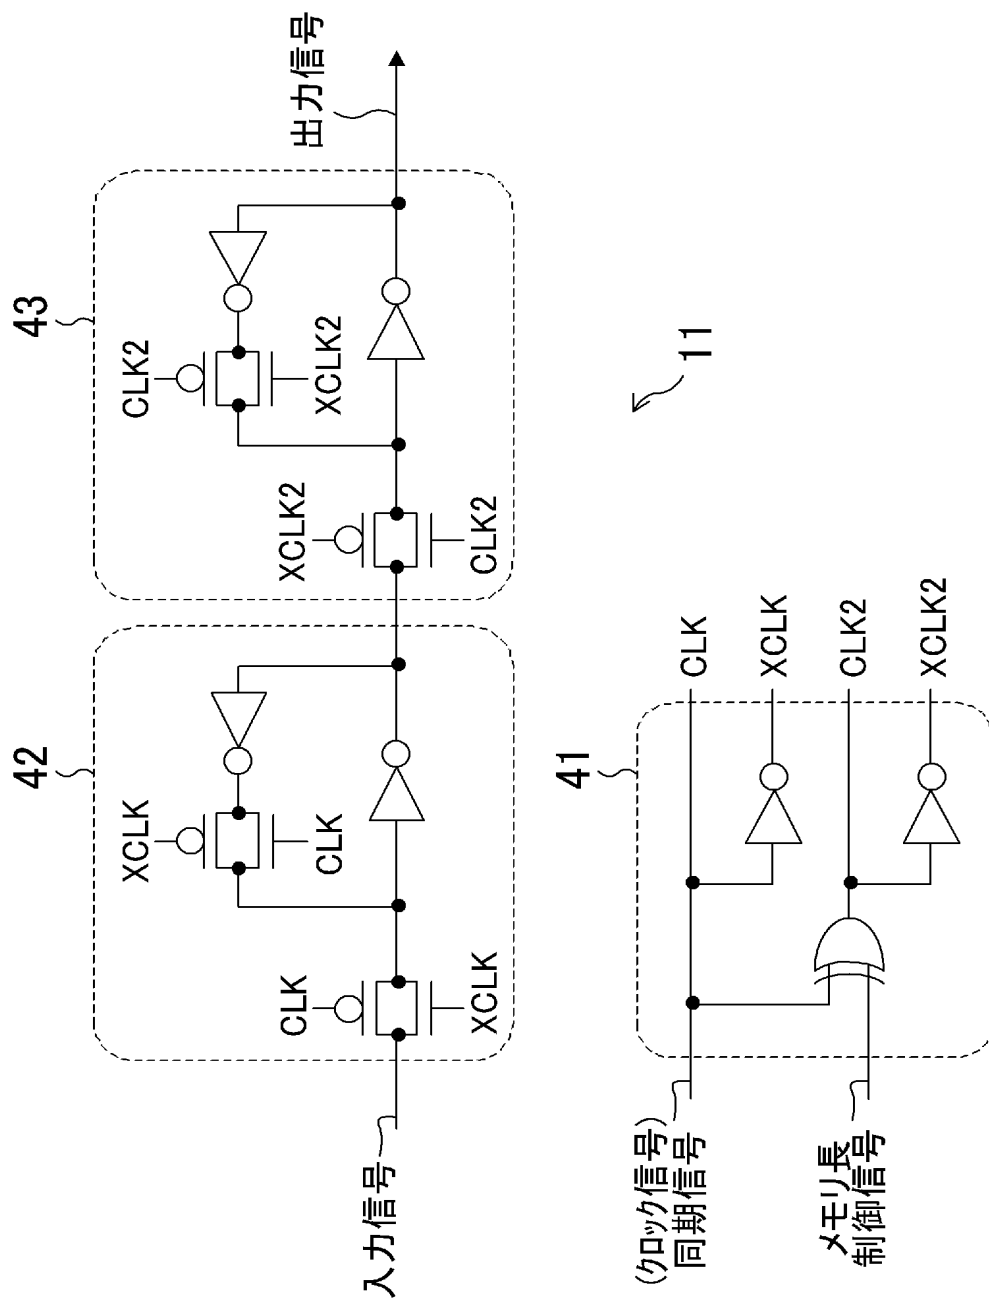 42
43
XCLK
CLK2
CLK
XCLK2
CLK
XCLK2
XCLK
CLK2
入力信号
出力信号
11
41
(クロック信号)
同期信号
メモリ長
制御信号
CLK
XCLK
CLK2
XCLK2